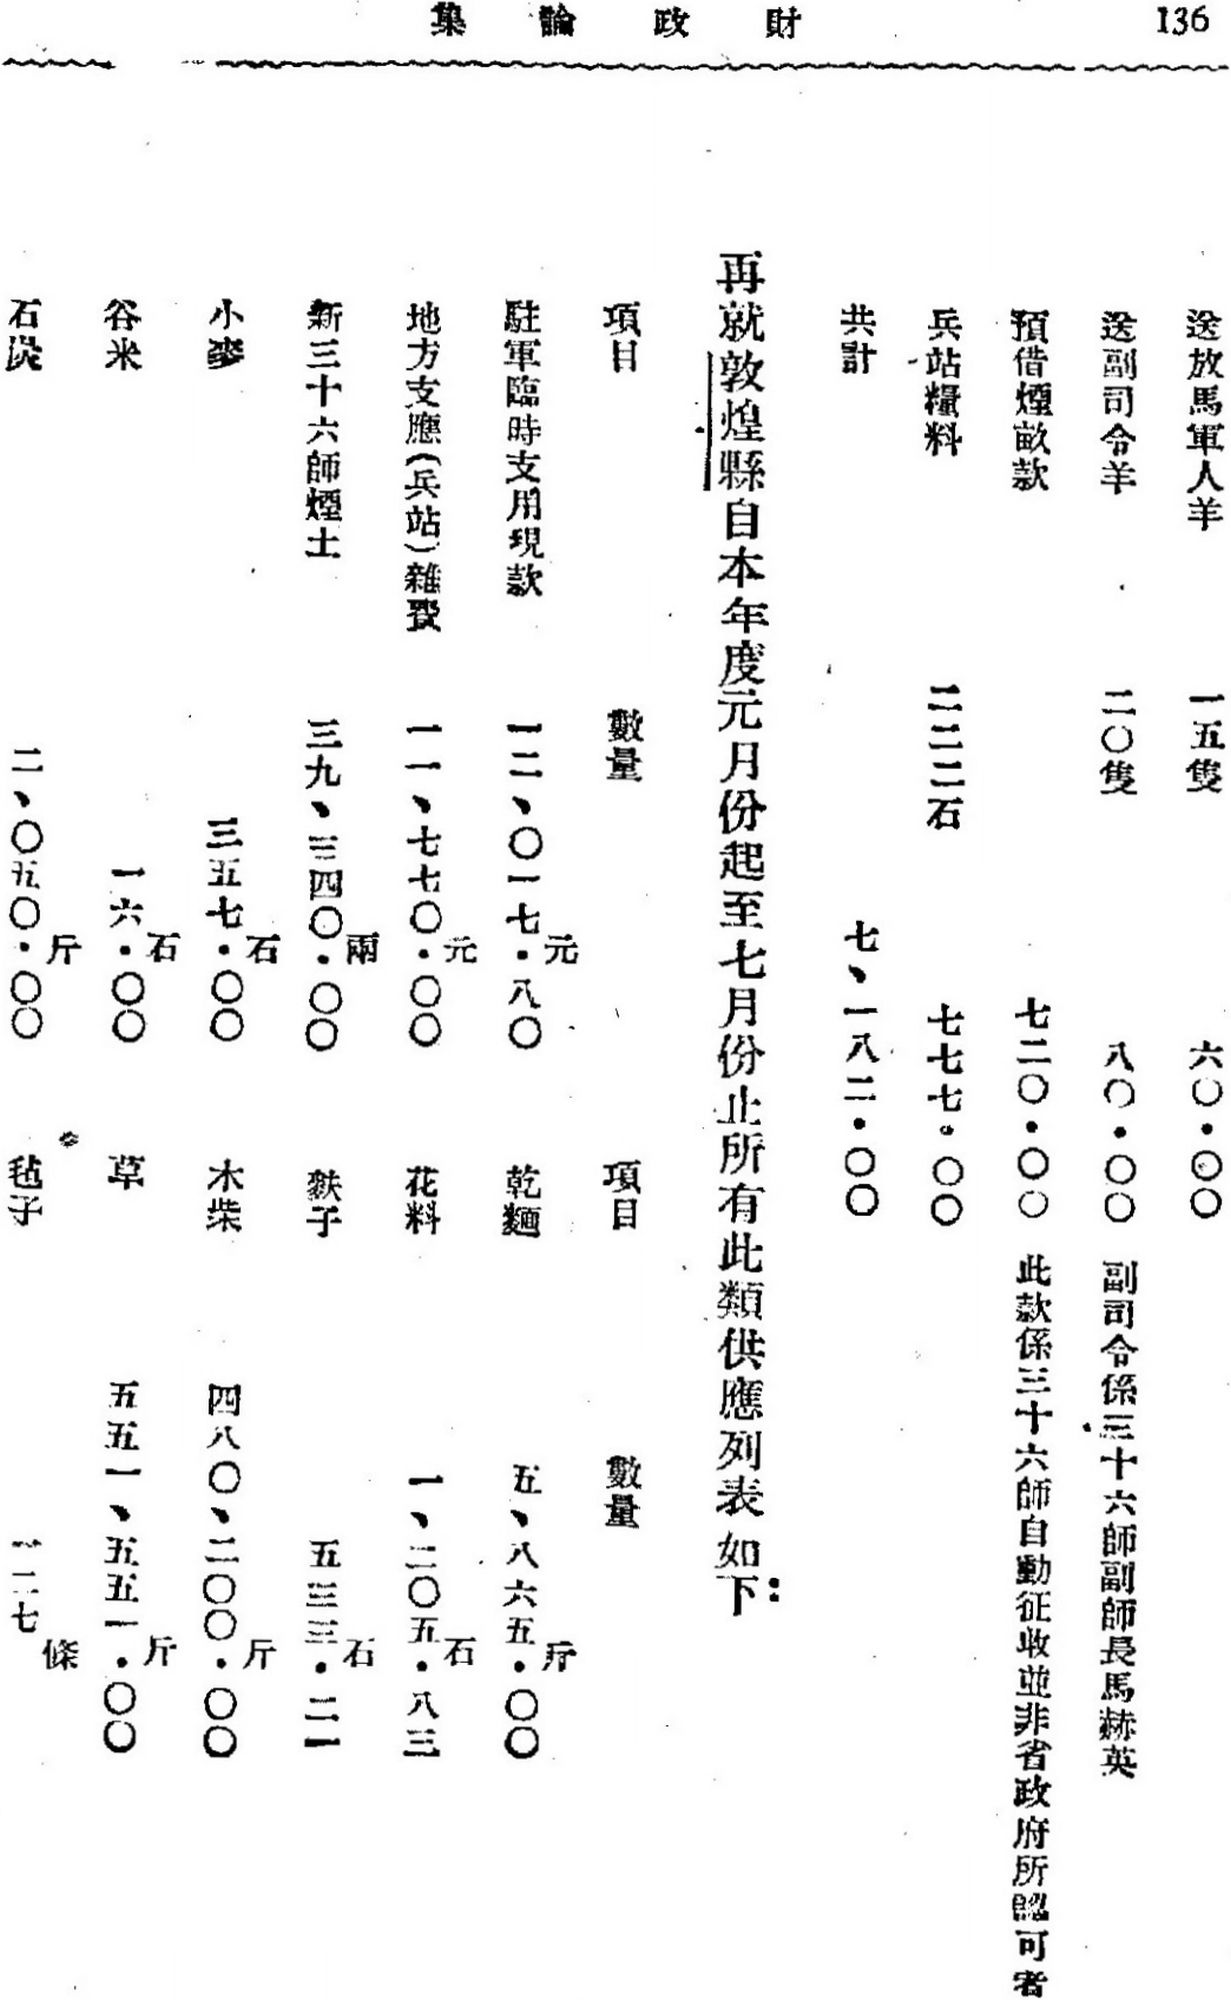 財政論集
136
送放馬軍人羊 一五隻 六〇•〇〇
送副司令羊 二〇隻 八〇•〇〇 副司令係三十六師副師長馬赫英
預借煙畝款 七二〇•〇〇 此款係三十六師自動征收並非省政府所認可者
兵站糧料 二二二石 七七七•〇〇
共計 七、一八二•〇〇
再就敦煌縣自本年度元月份起至七月份止所有此類供應列表如下：
項目 數量 項目 數量
駐軍臨時支用現款 一二、〇一七•八〇元 乾麵 五、八六五•〇〇斤
地方支應(兵站)雜費 一一、七七〇•〇〇元 花料 一、二〇五•八三石
新三十六師煙土 三九、三四〇•〇〇兩 麩子 五三三•二一石
小麥 三五七•〇〇石 木柴 四八〇、二〇〇•〇〇斤
谷米 一六•〇〇石 草 五五一、五五一•〇〇斤
石炭 二、〇五〇•〇〇斤 毡子 一二七條